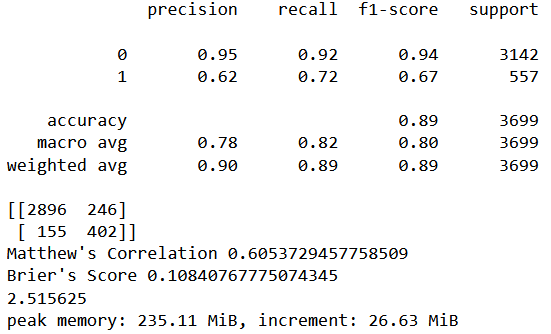 precision recall f1-score support
0 0.95 0.92 0.94 3142
1 0.62 0.72 0.67 557
accuracy 0.89 3699
macro avg 0.78 0.82 0.80 3699
weighted avg 0.90 0.89 0.89 3699
[[2896 246]
[ 155 402]]
Matthew's Correlation 0.6053729457758509
Brier's Score 0.10840767775074345
2.515625
peak memory: 235.11 MiB, increment: 26.63 MiB